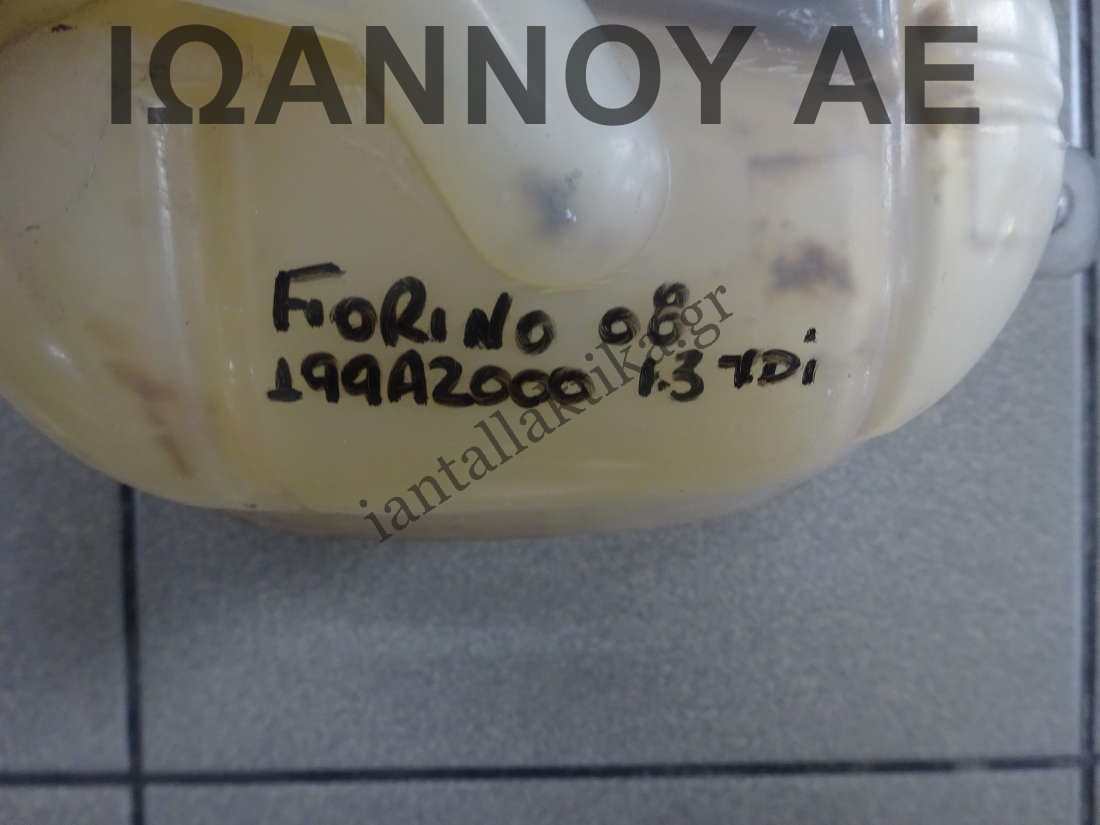 ΙΩΑΝΝΟΥ ΑΕ
FIORINO 08
199A2000 1.3 TDi
iantallaktika.gr